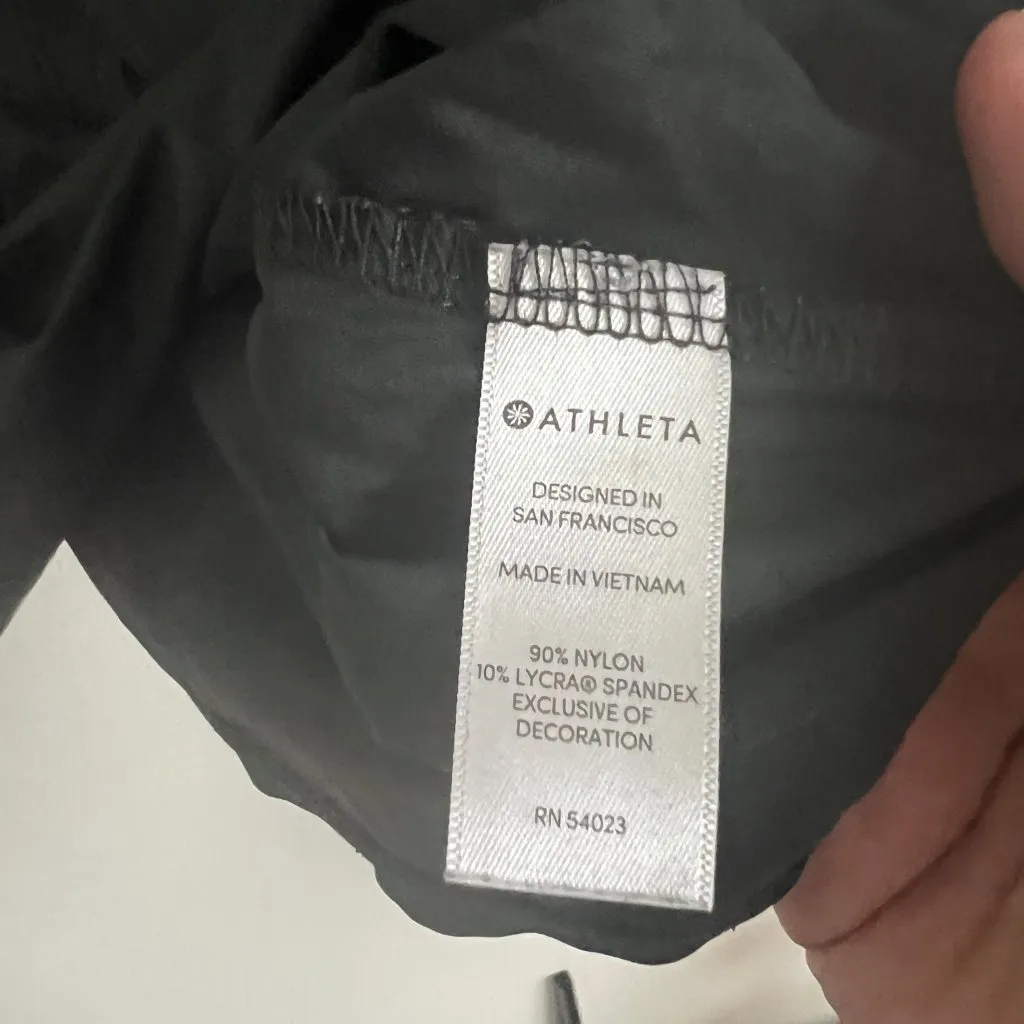 ATHLETA
DESIGNED IN
SAN FRANCISCO
MADE IN VIETNAM
90% NYLON
10% LYCRA® SPANDEX
EXCLUSIVE OF
DECORATION
RN 54023